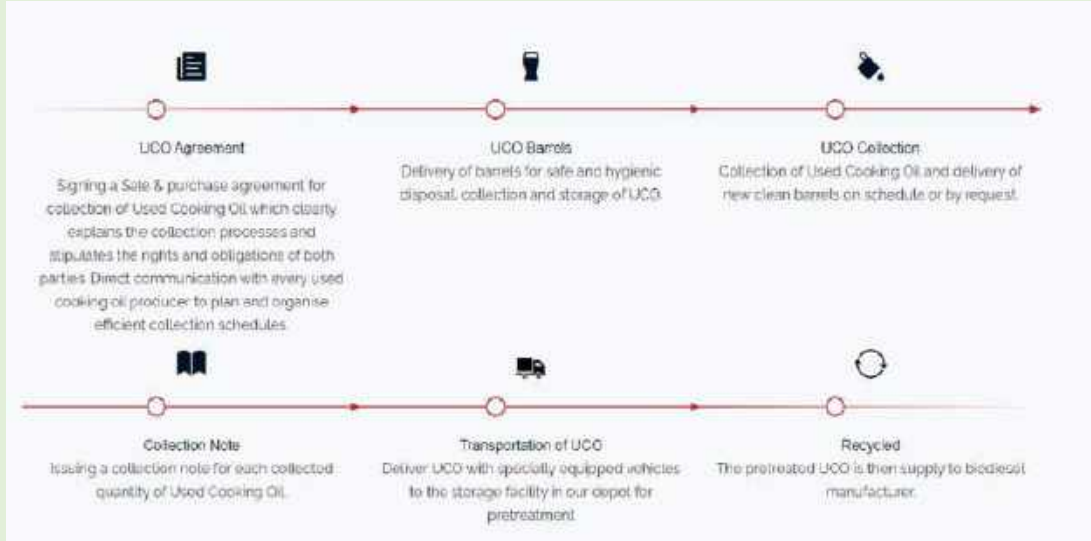 UCO Agreement
Signing a Sale & purchase agreement for
collection of Used Cooking Oil which clearly
explains the collection processes and
stipulates the rights and obligations of both
parties. Direct communication with every used
cooking oil producer to plan and organise
efficient collection schedules.
UCO Barrels
Delivery of barrels for safe and hygienic
disposal, collection and storage of UCO.
UCO Collection
Collection of Used Cooking Oil and delivery of
new clean barrels on schedule or by request.
Collection Note
Issuing a collection note for each collected
quantity of Used Cooking Oil.
Transportation of UCO
Deliver UCO with specially equipped vehicles
to the storage facility in our depot for
pretreatment
Recycled
The pretreated UCO is then supply to biodiesel
manufacturer.